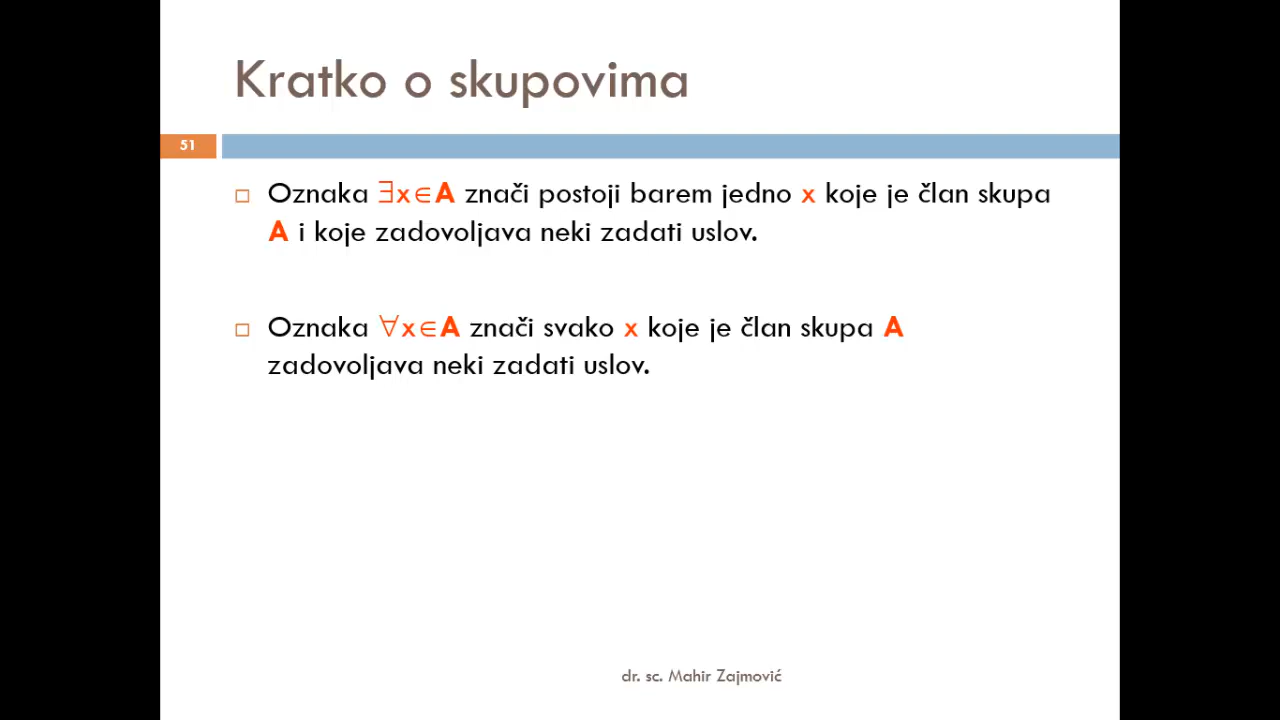 Kratko o skupovima
51
Oznaka ∃x∈A znači postoji barem jedno x koje je član skupa
A i koje zadovoljava neki zadati uslov.
Oznaka ∀x∈A znači svako x koje je član skupa A
zadovoljava neki zadati uslov.
dr. sc. Mahir Zajmović